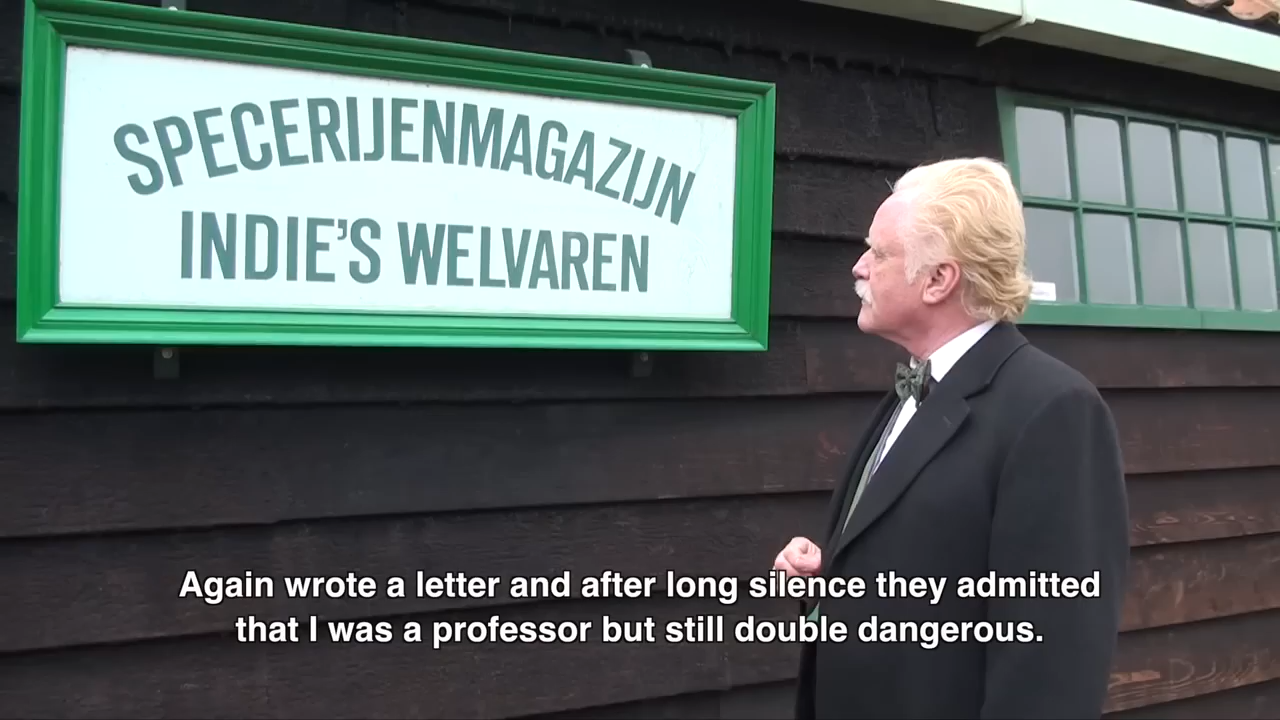 SPECERIJENMAGAZIJN
INDIE'S WELVAREN
Again wrote a letter and after long silence they admitted
that I was a professor but still double dangerous.